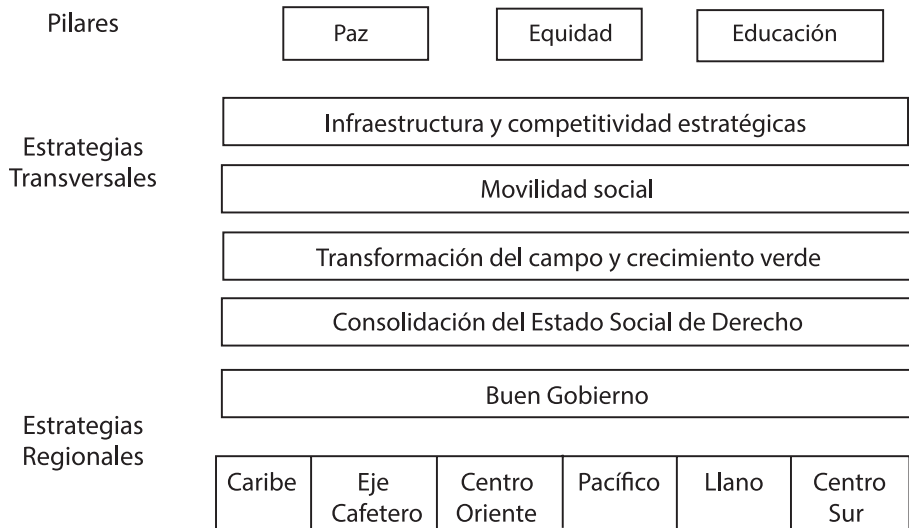 Pilares
Paz
Equidad
Educación
Infraestructura y competitividad estratégicas
Estrategias
Transversales
Movilidad social
Transformación del campo y crecimiento verde
Consolidación del Estado Social de Derecho
Buen Gobierno
Estrategias
Regionales
Caribe
Eje
Cafetero
Centro
Oriente
Pacífico
Llano
Centro
Sur